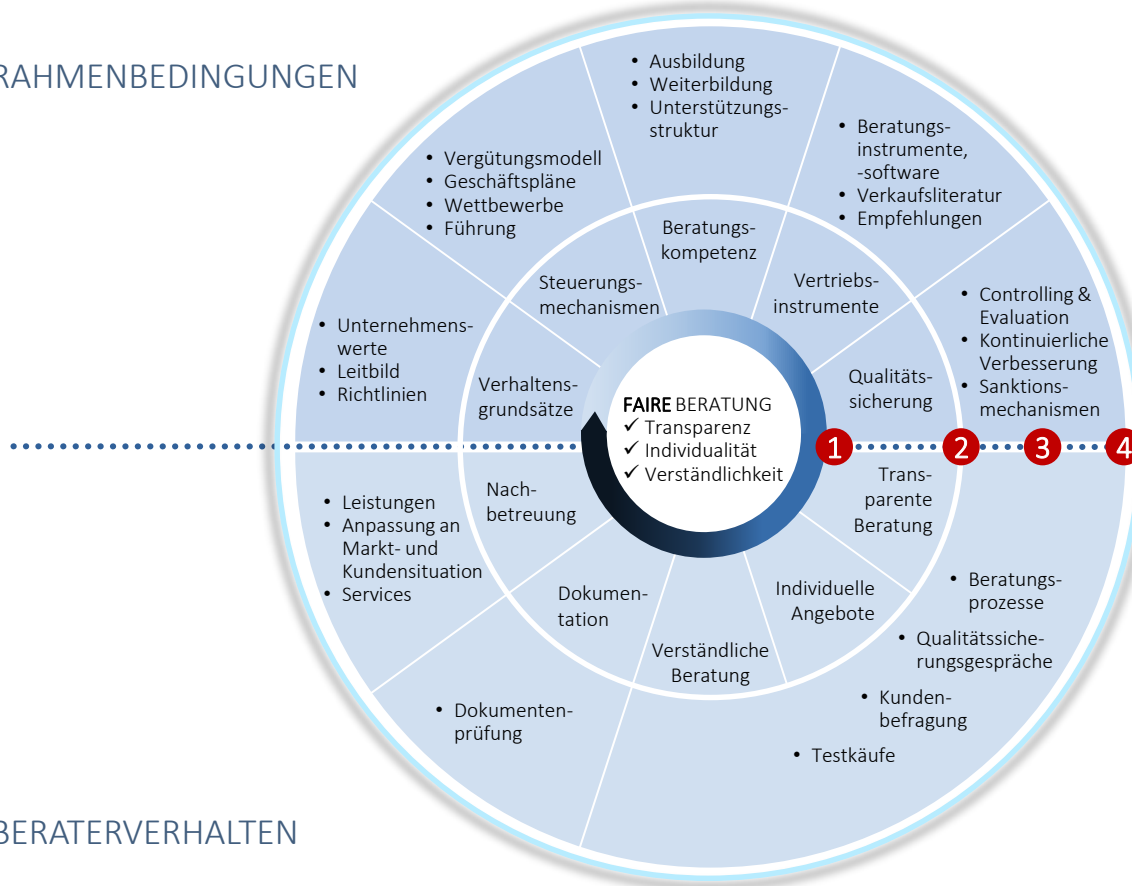 RAHMENBEDINGUNGEN
• Ausbildung
• Weiterbildung
• Unterstützungs-
struktur
• Beratungs-
instrumente,
-software
• Verkaufsliteratur
• Empfehlungen
• Vergütungsmodell
• Geschäftspläne
• Wettbewerbe
• Führung
• Controlling &
Evaluation
• Kontinuierliche
Verbesserung
• Sanktions-
mechanismen
• Unternehmens-
werte
• Leitbild
• Richtlinien
Beratungs-
kompetenz
Steuerungs-
mechanismen
Vertriebs-
instrumente
Verhaltens-
grundsätze
Qualitäts-
sicherung
FAIRE BERATUNG
✓ Transparenz
✓ Individualität
✓ Verständlichkeit
1
2
3
4
Nach-
betreuung
Trans-
parente
Beratung
Dokumen-
tation
Individuelle
Angebote
Verständliche
Beratung
• Leistungen
• Anpassung an
Markt- und
Kundensituation
• Services
• Beratungs-
prozesse
• Qualitätssiche-
rungsgespräche
• Kunden-
befragung
• Testkäufe
• Dokumenten-
prüfung
BERATERVERHALTEN